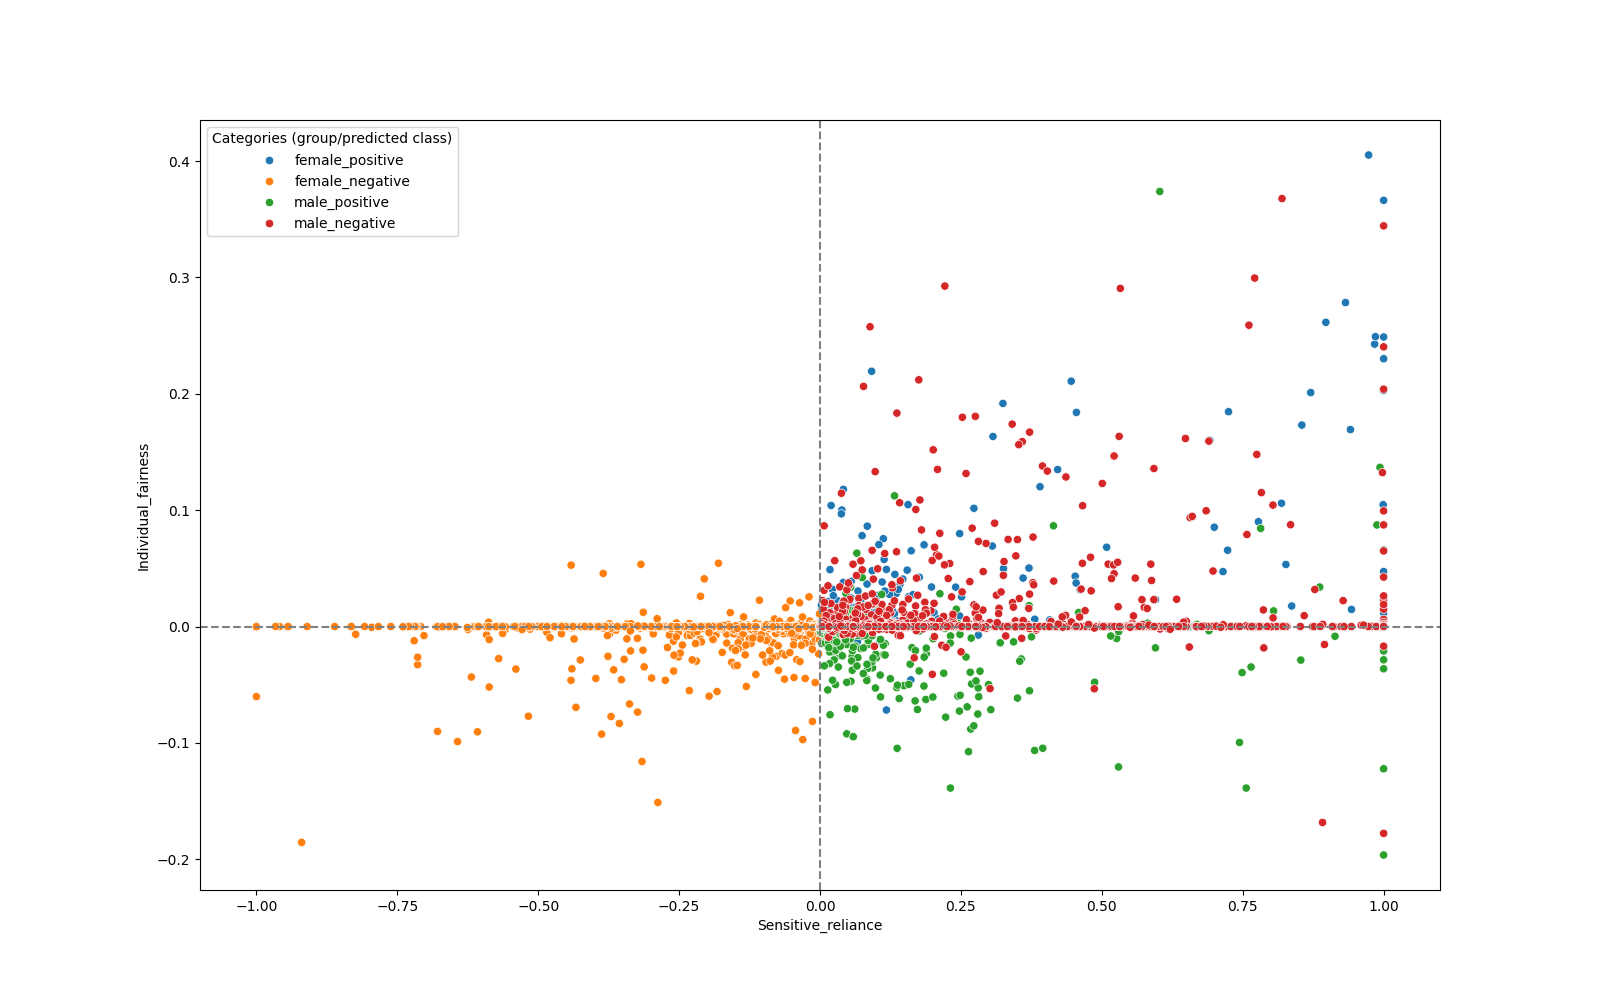 Categories (group/predicted class)
female_positive
female_negative
male_positive
male_negative
0.4
0.3
0.2
0.1
0.0
−0.1
−0.2
Individual_fairness
−1.00
−0.75
−0.50
−0.25
0.00
0.25
0.50
0.75
1.00
Sensitive_reliance